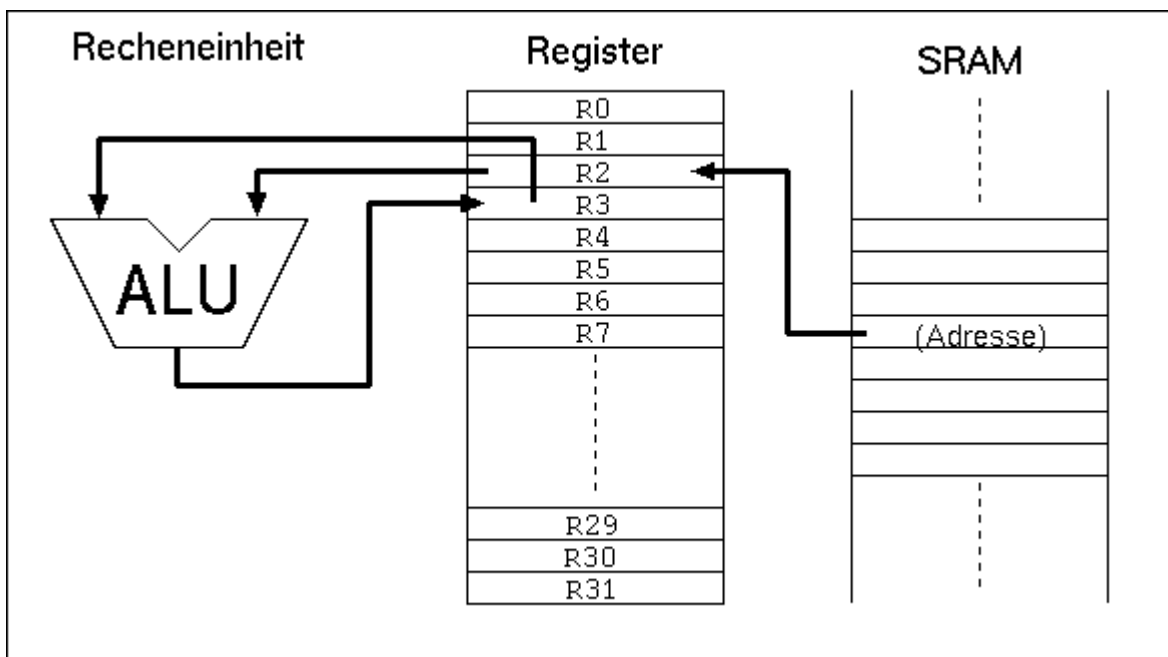 Recheneinheit
Register
SRAM
R0
R1
R2
R3
R4
R5
R6
R7
R29
R30
R31
ALU
(Adresse)